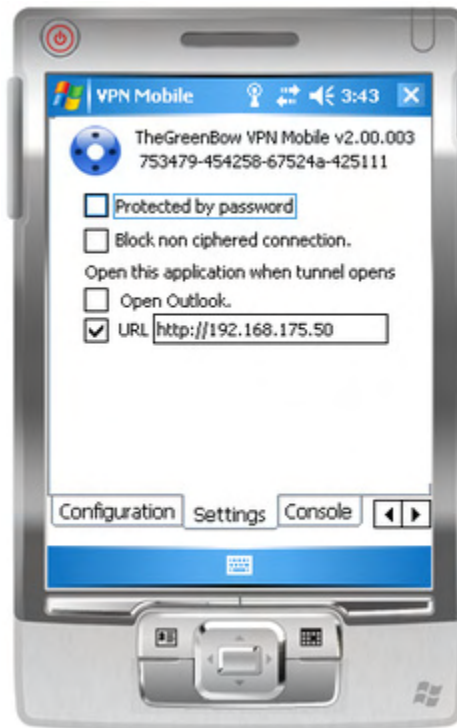 VPN Mobile 3:43
TheGreenBow VPN Mobile v2.00.003
753479-454258-67524a-425111
Protected by password
Block non ciphered connection.
Open this application when tunnel opens
Open Outlook.
URL http://192.168.175.50
Configuration Settings Console